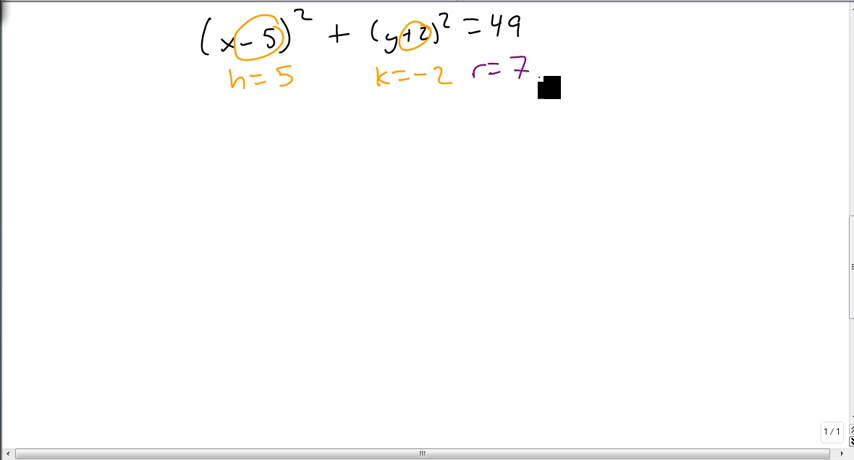 (x-5)² + (y+2)² = 49
h=5 k=-2 r=7
1/1